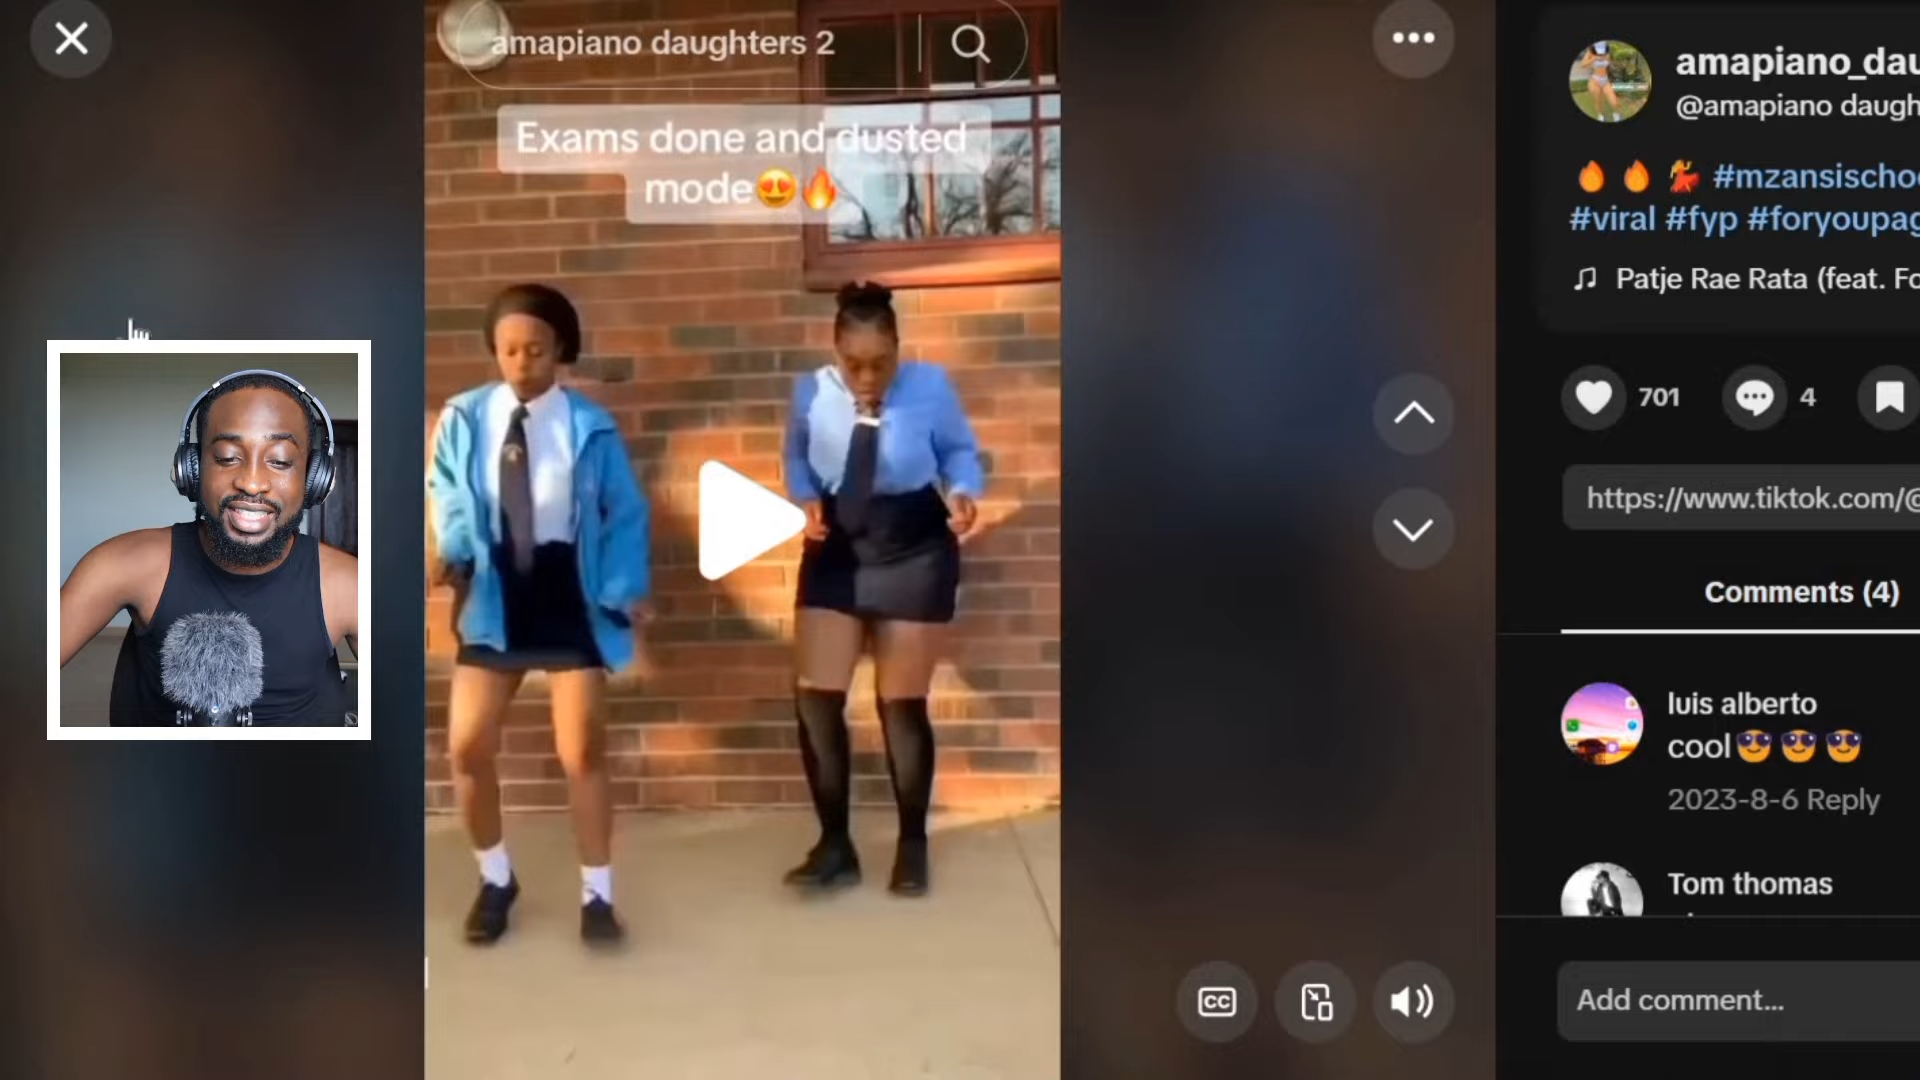 amapiano daughters 2
Exams done and dusted
mode😍🔥
amapiano_dau
@amapiano daugh
🔥 🔥 💃 #mzansischo
#viral #fyp #foryoupag
Patje Rae Rata (feat. Fo
701
4
https://www.tiktok.com/@
Comments (4)
luis alberto
cool😎😎😎
2023-8-6 Reply
Tom thomas
Add comment...
CC